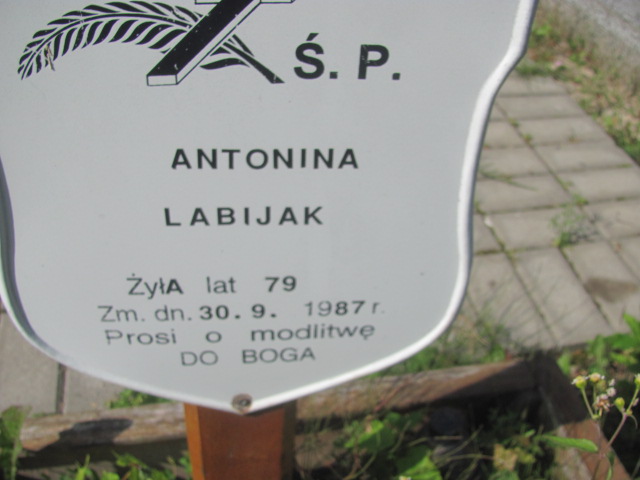 Ś. P.
ANTONINA
LABIJAK
ŻyłA lat 79
Zm. dn. 30. 9. 1987 r.
Prosi o modlitwę
DO BOGA